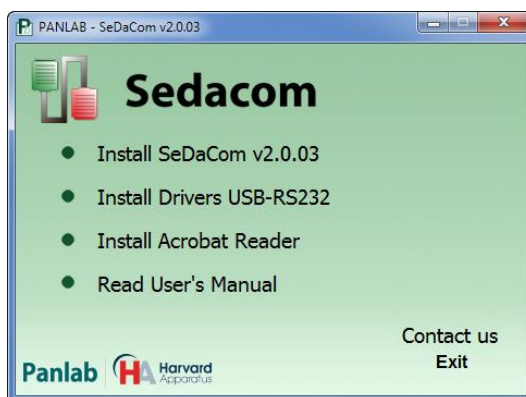 PANLAB - SeDaCom v2.0.03
Sedacom
Install SeDaCom v2.0.03
Install Drivers USB-RS232
Install Acrobat Reader
Read User's Manual
Contact us
Exit
Panlab HA Harvard
Apparatus